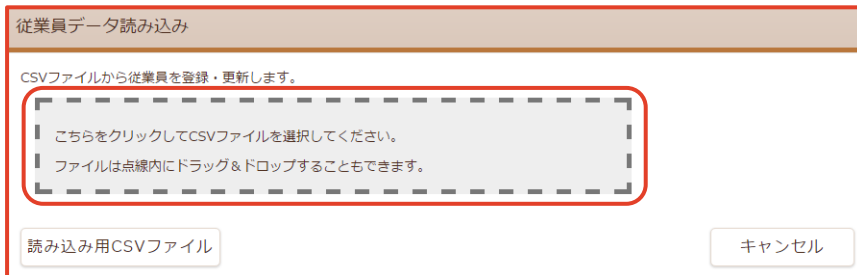 従業員データ読み込み
CSVファイルから従業員を登録・更新します。
こちらをクリックしてCSVファイルを選択してください。
ファイルは点線内にドラッグ&ドロップすることもできます。
読み込み用CSVファイル
キャンセル